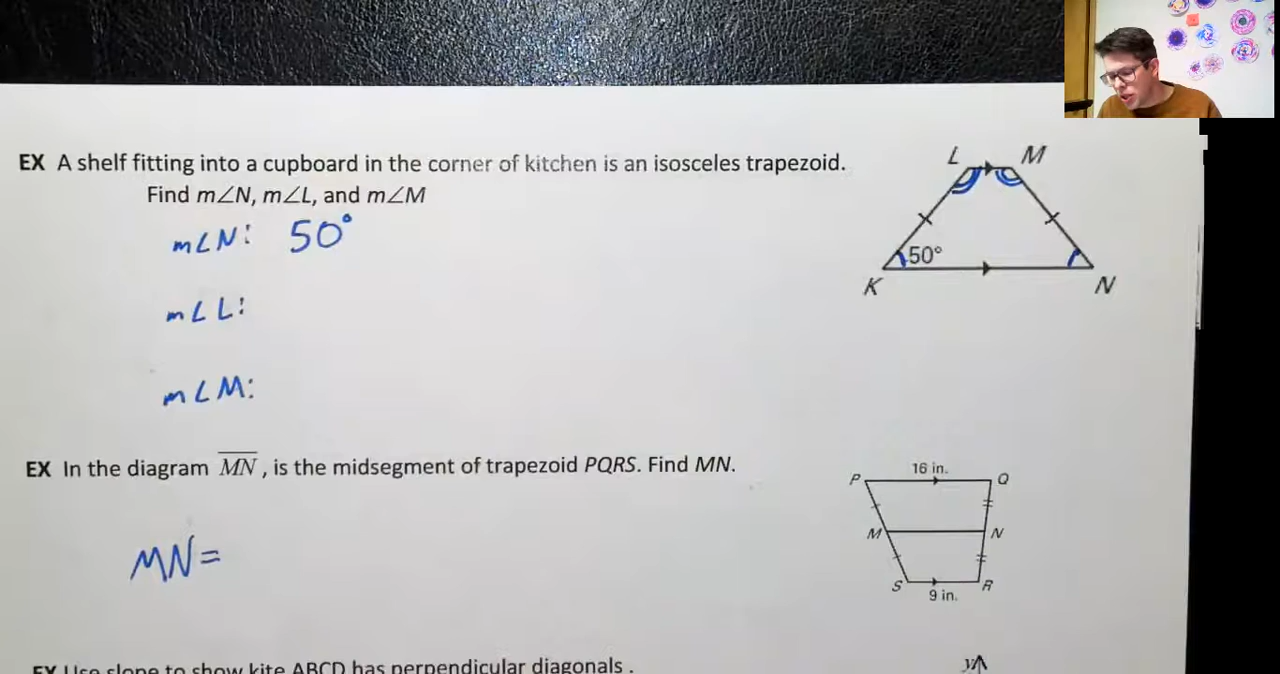 EX A shelf fitting into a cupboard in the corner of kitchen is an isosceles trapezoid.
Find m∠N, m∠L, and m∠M
m∠N: 50°
m∠L:
m∠M:
L M
50°
K N
EX In the diagram MN, is the midsegment of trapezoid PQRS. Find MN.
MN=
16 in.
P Q
M N
S R
9 in.
EX Use slope to show kite ABCD has perpendicular diagonals.
y